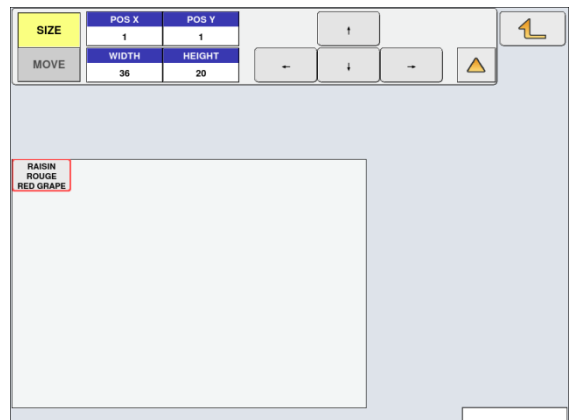 SIZE
POS X
POS Y
1
1
↑
MOVE
WIDTH
HEIGHT
36
20
←
↓
→
RAISIN
ROUGE
RED GRAPE